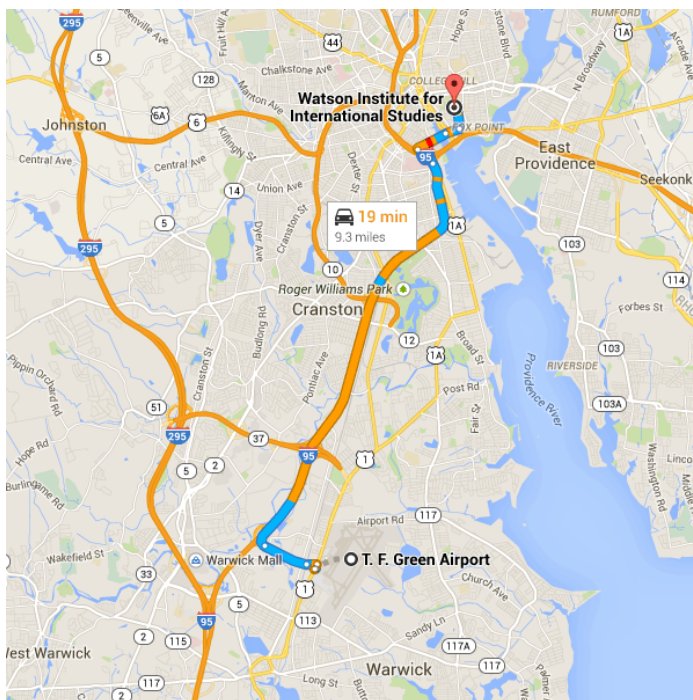 295
5
Fruit Hill Ave
44
Hope St
1A
RUMFORD
1A
128
Chalkstone Ave
COLLEGE HILL
N Broadway
Manton Ave
Watson Institute for
International Studies
6A
6
Johnston
FOX POINT
Killingly St
Central Ave
Central Ave
Dexter St
95
East
Providence
Seekonk
14
Union Ave
5
Dyer Ave
Cranston St
19 min
9.3 miles
1A
103
295
10
114
Roger Williams Park
Cranston
Forbes St
12
103
Budlong Rd
Pontiac Ave
1A
Broad St
RIVERSIDE
Pippin Orchard Rd
Cranston St
Post Rd
Providence River
51
Fair St
103A
295
37
Washington Rd
Hope Rd
95
5
2
1
Burlingame Rd
117
Airport Rd
Wakefield St
Warwick Mall
T. F. Green Airport
33
1
5
Church Ave
95
113
2
115
Sandy Ln
117A
West Warwick
2
Warwick
117
Long St
117